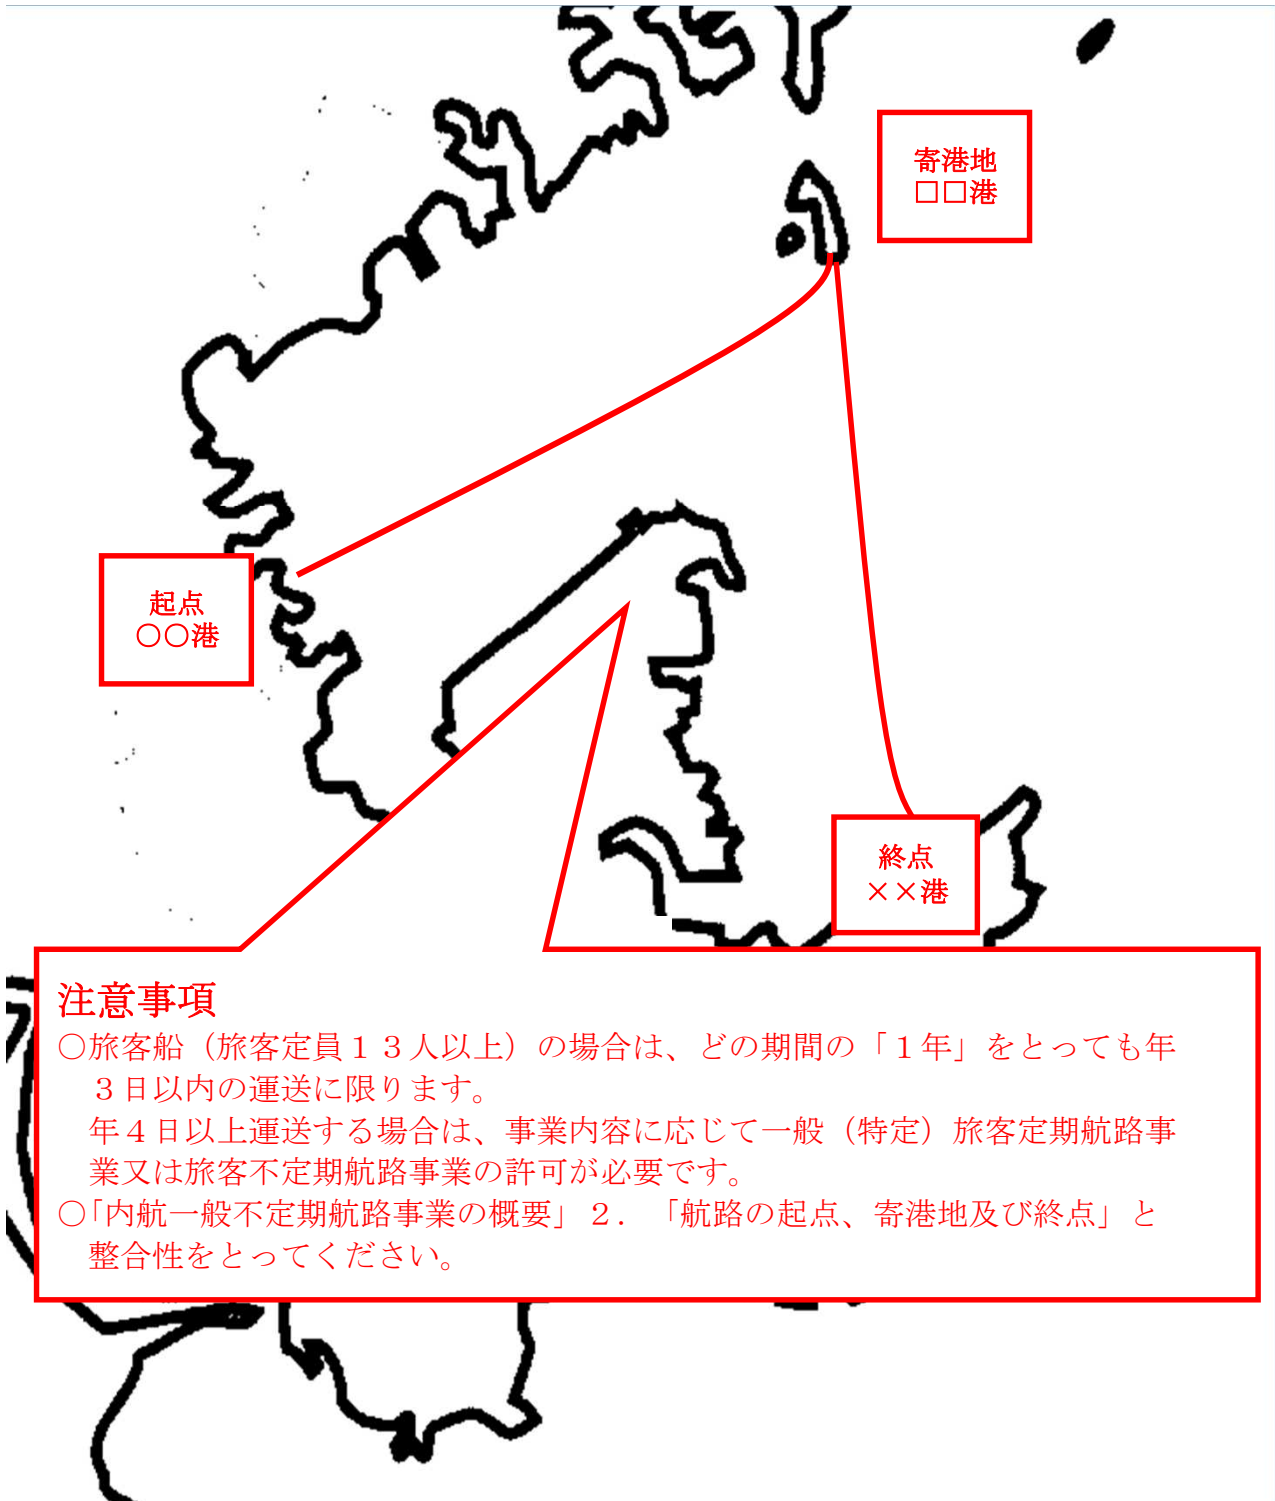 寄港地
□□港
起点
○○港
終点
××港
注意事項
○旅客船（旅客定員１３人以上）の場合は、どの期間の「１年」をとっても年
３日以内の運送に限ります。
年４日以上運送する場合は、事業内容に応じて一般（特定）旅客定期航路事
業又は旅客不定期航路事業の許可が必要です。
○「内航一般不定期航路事業の概要」２．「航路の起点、寄港地及び終点」と
整合性をとってください。